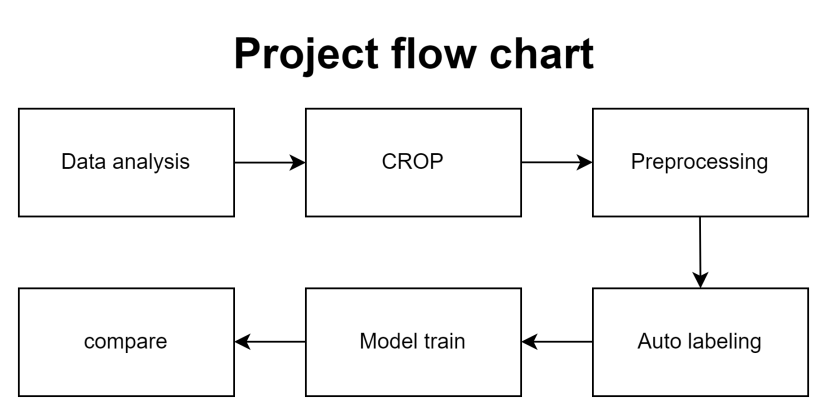 Project flow chart
Data analysis
CROP
Preprocessing
Auto labeling
Model train
compare